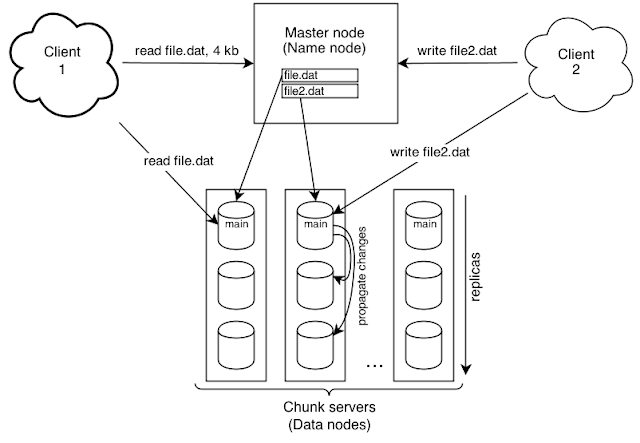 Client
1
read file.dat, 4 kb
Master node
(Name node)
file.dat
file2.dat
write file2.dat
Client
2
read file.dat
write file2.dat
main
main
main
propagate changes
replicas
...
Chunk servers
(Data nodes)